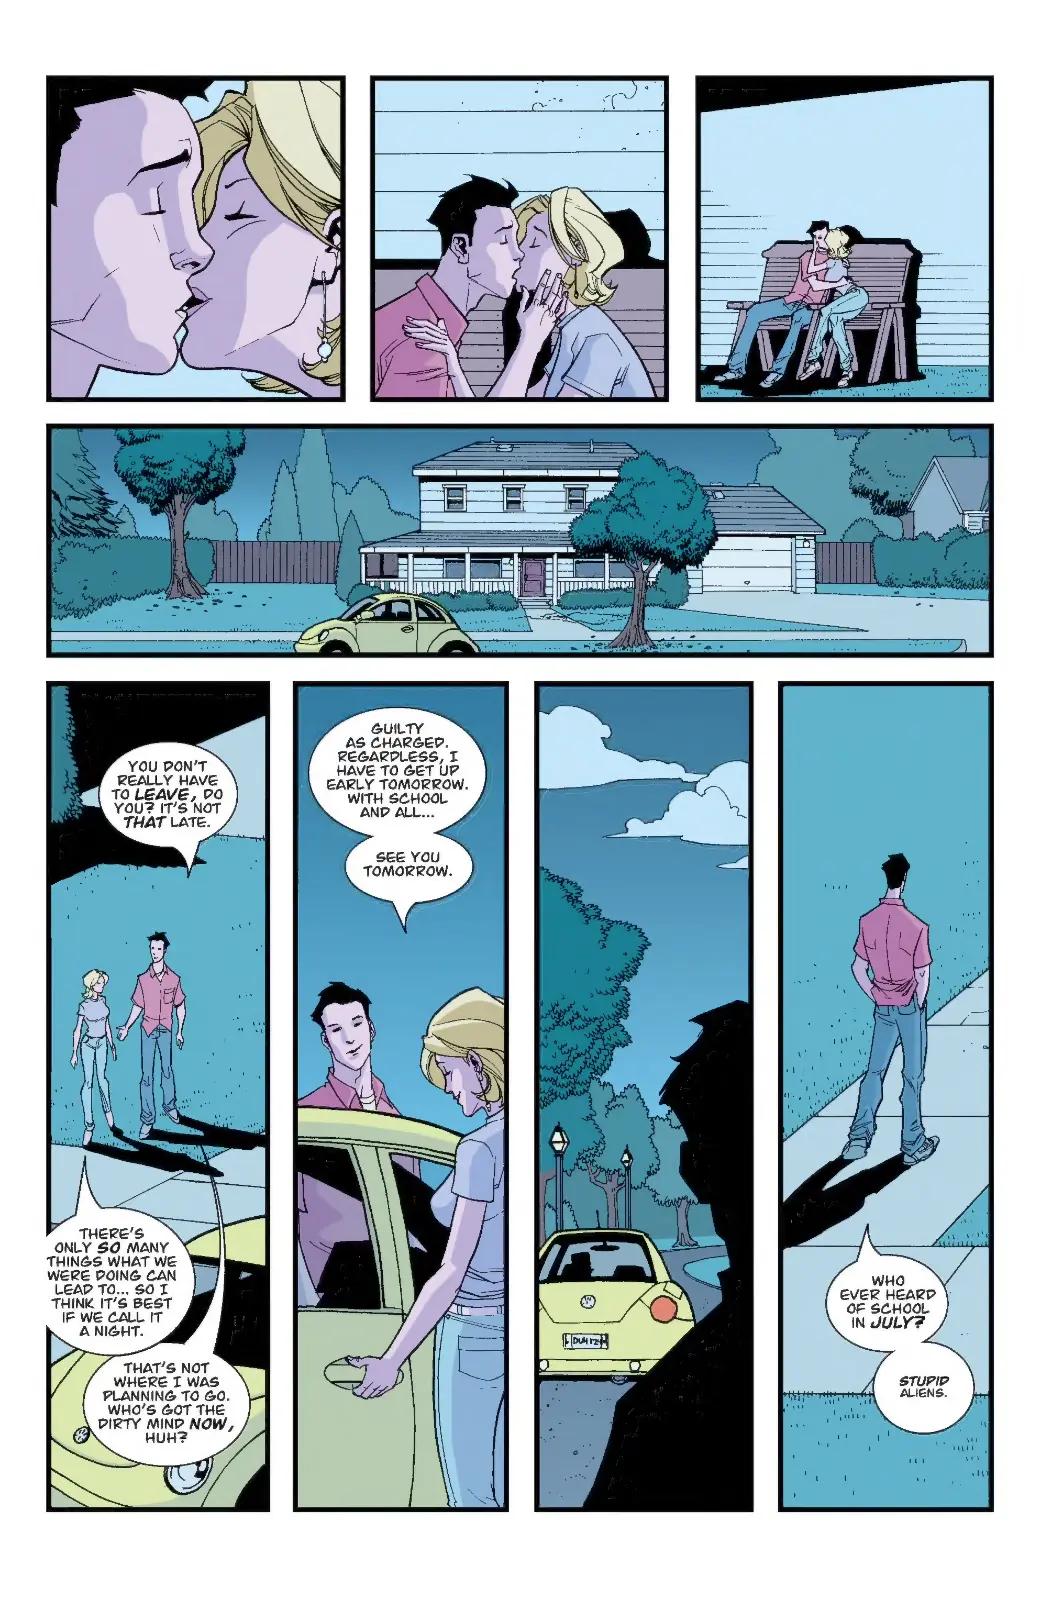 YOU DON'T
REALLY HAVE
TO LEAVE, DO
YOU? IT'S NOT
THAT LATE.
THERE'S
ONLY SO MANY
THINGS WHAT WE
WERE DOING CAN
LEAD TO... SO I
THINK IT'S BEST
IF WE CALL IT
A NIGHT.
THAT'S NOT
WHERE I WAS
PLANNING TO GO.
WHO'S GOT THE
DIRTY MIND NOW,
HUH?
GUILTY
AS CHARGED.
REGARDLESS, I
HAVE TO GET UP
EARLY TOMORROW.
WITH SCHOOL
AND ALL...
SEE YOU
TOMORROW.
WHO
EVER HEARD
OF SCHOOL
IN JULY?
STUPID
ALIENS.